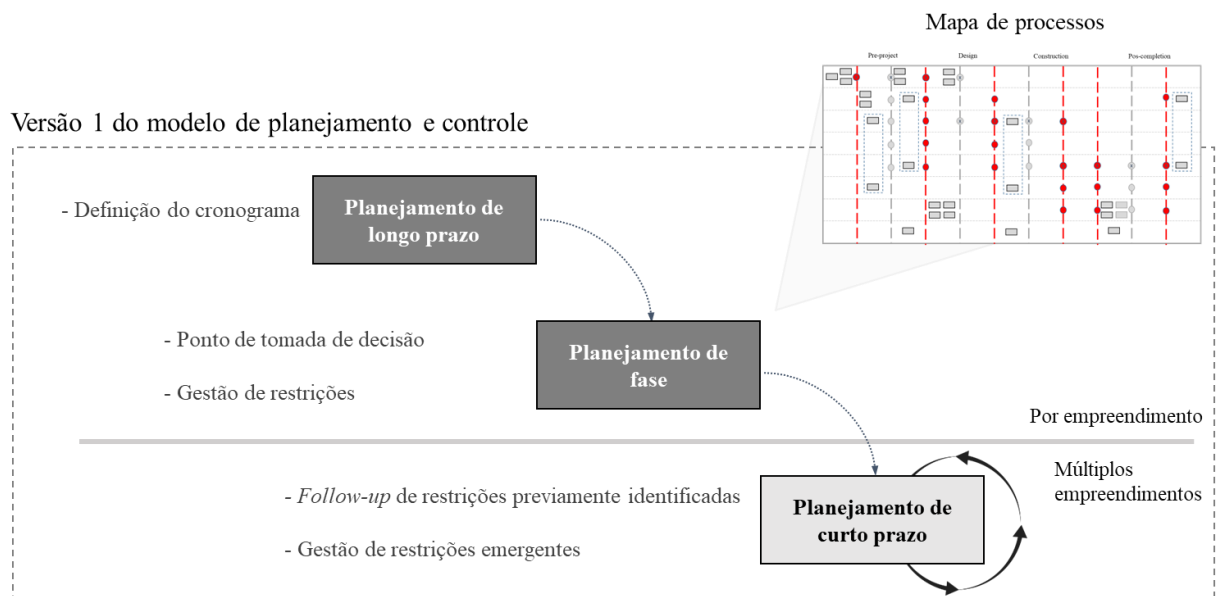 Mapa de processos
Pre-project Design Construction Pos-completion
Versão 1 do modelo de planejamento e controle
- Definição do cronograma
Planejamento de
longo prazo
- Ponto de tomada de decisão
- Gestão de restrições
Planejamento de
fase
Por empreendimento
Múltiplos
empreendimentos
- Follow-up de restrições previamente identificadas
- Gestão de restrições emergentes
Planejamento de
curto prazo